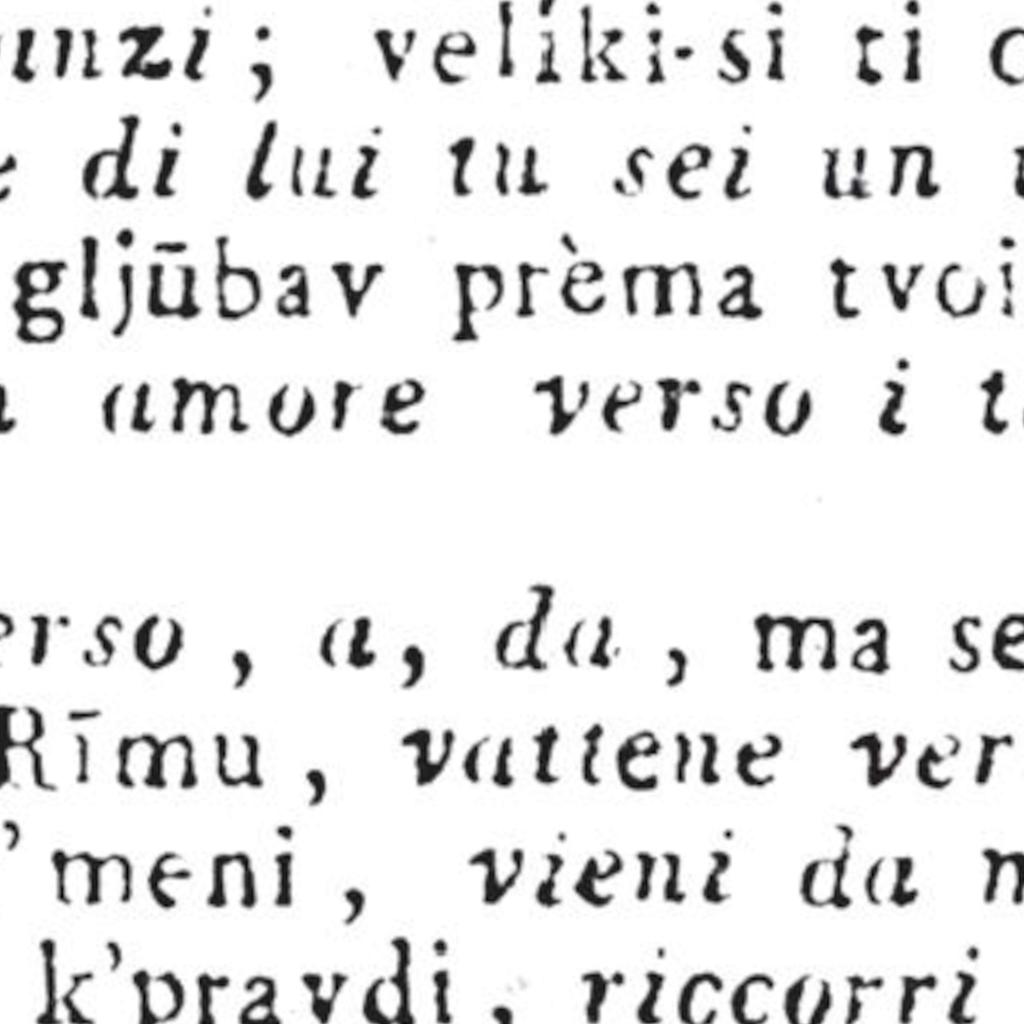 unzi ; velíki-si ti
di lui tu sei un
gljūbav prèma tvoi
amore verso i
erso , a, da , ma se
Rīmu , vattene ver
' meni , vieni da
k'pravdi , riccorri